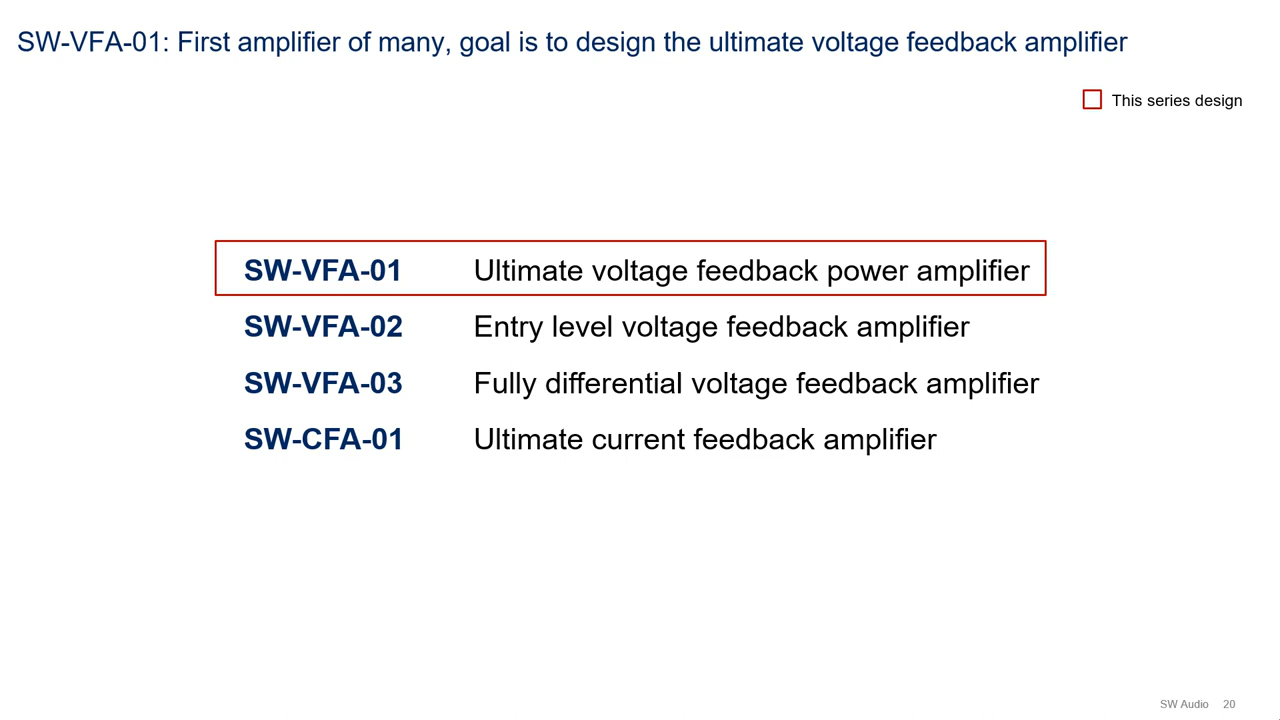 SW-VFA-01: First amplifier of many, goal is to design the ultimate voltage feedback amplifier
This series design
SW-VFA-01 Ultimate voltage feedback power amplifier
SW-VFA-02 Entry level voltage feedback amplifier
SW-VFA-03 Fully differential voltage feedback amplifier
SW-CFA-01 Ultimate current feedback amplifier
SW Audio 20